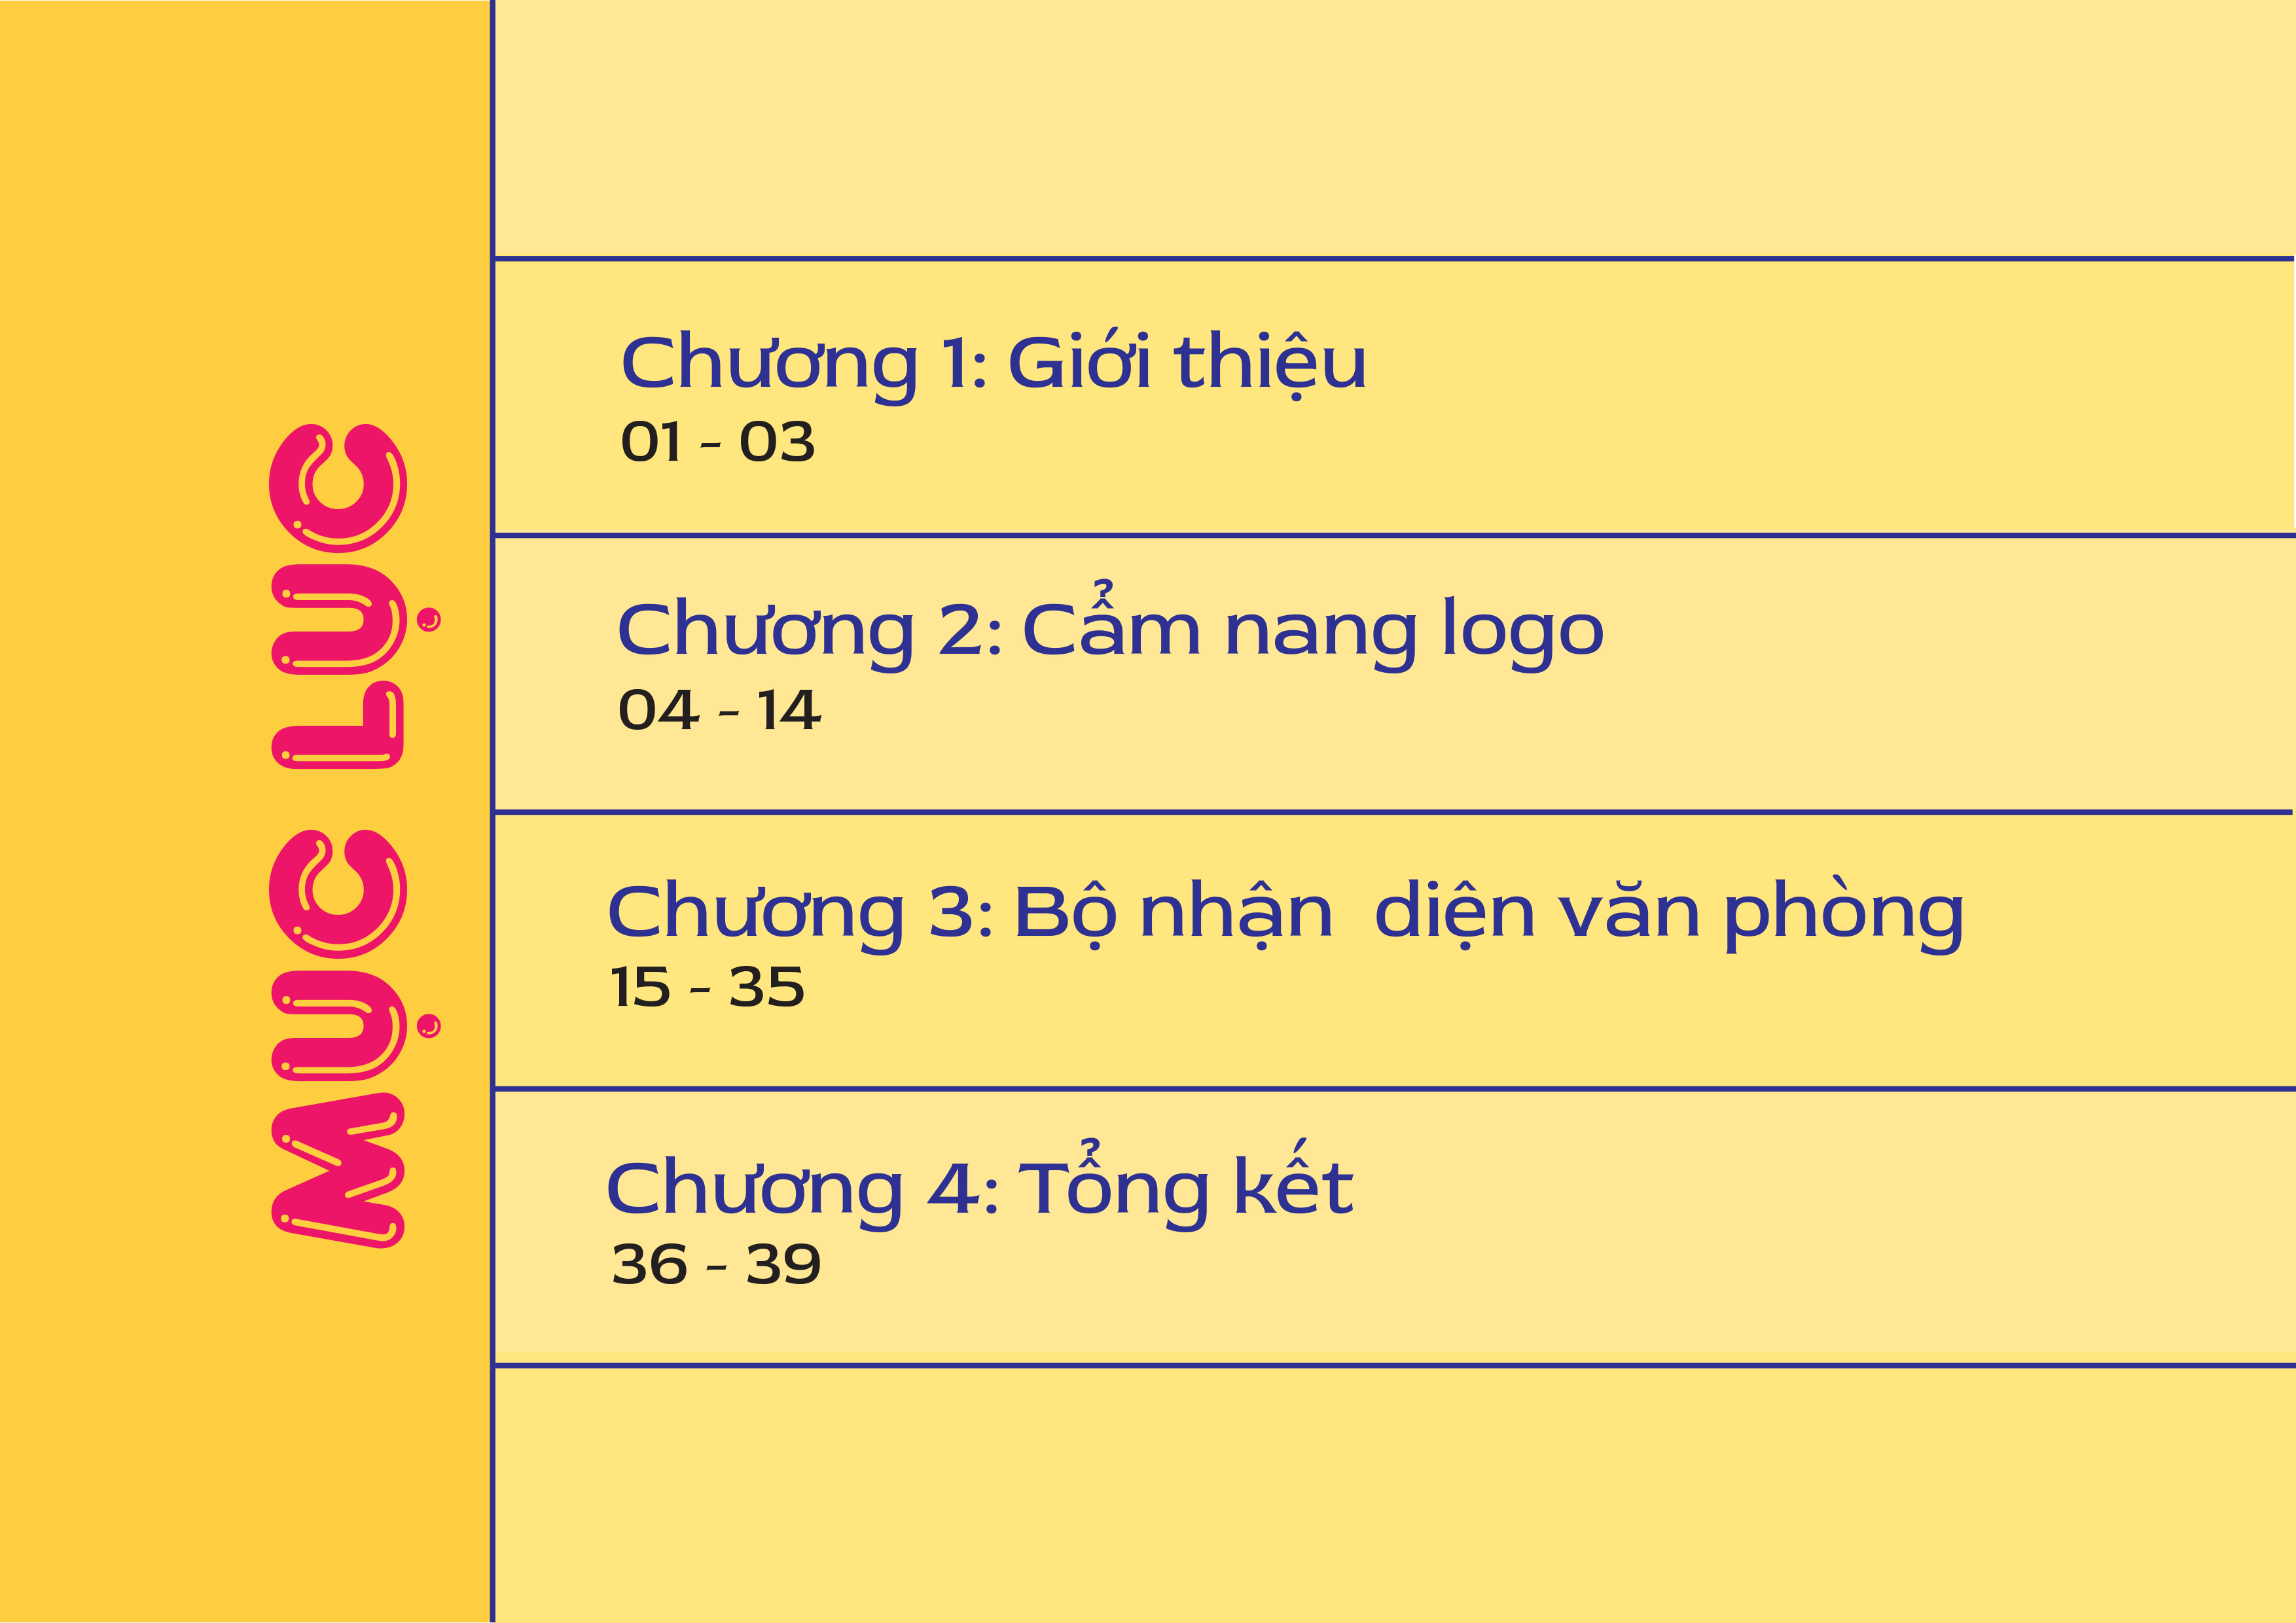 MỤC LỤC
Chương 1: Giới thiệu
01 - 03
Chương 2: Cẩm nang logo
04 - 14
Chương 3: Bộ nhận  diện văn phòng
15 - 35
Chương 4: Tổng kết
36 - 39